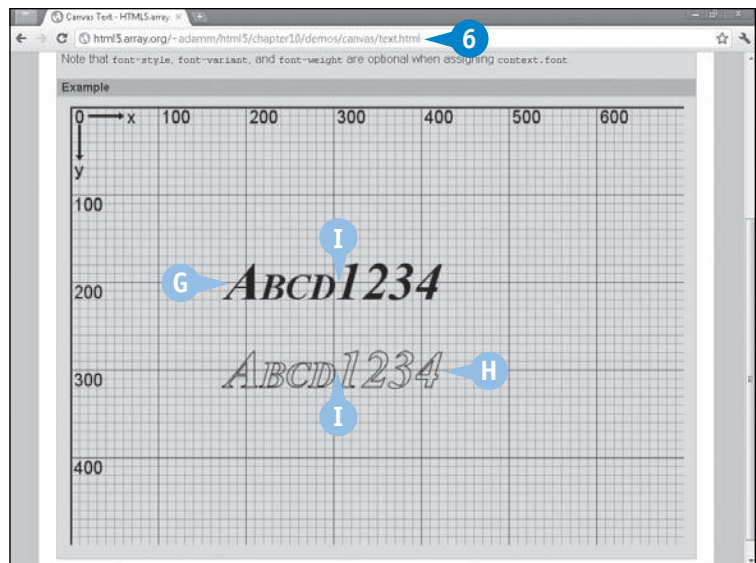 Canvas Text - HTML5.array. ×
html5.array.org/~adamm/html5/chapter10/demos/canvas/text.html
6
Note that font-style, font-variant, and font-weight are optional when assigning context.font.
Example
0 x 100 200 300 400 500 600
y
100
I
G ABCD1234
200
ABCD1234 H
300
I
400